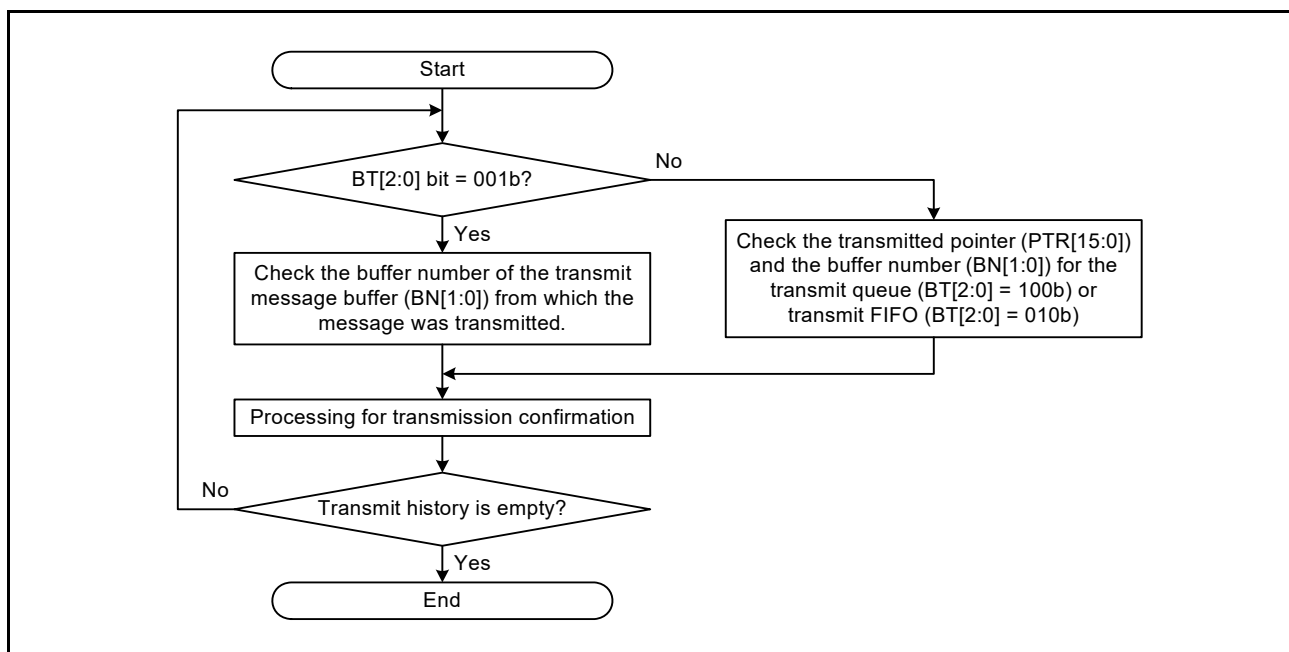 Start
BT[2:0] bit = 001b?
No
Yes
Check the buffer number of the transmit
message buffer (BN[1:0]) from which the
message was transmitted.
Check the transmitted pointer (PTR[15:0])
and the buffer number (BN[1:0]) for the
transmit queue (BT[2:0] = 100b) or
transmit FIFO (BT[2:0] = 010b)
Processing for transmission confirmation
Transmit history is empty?
No
Yes
End